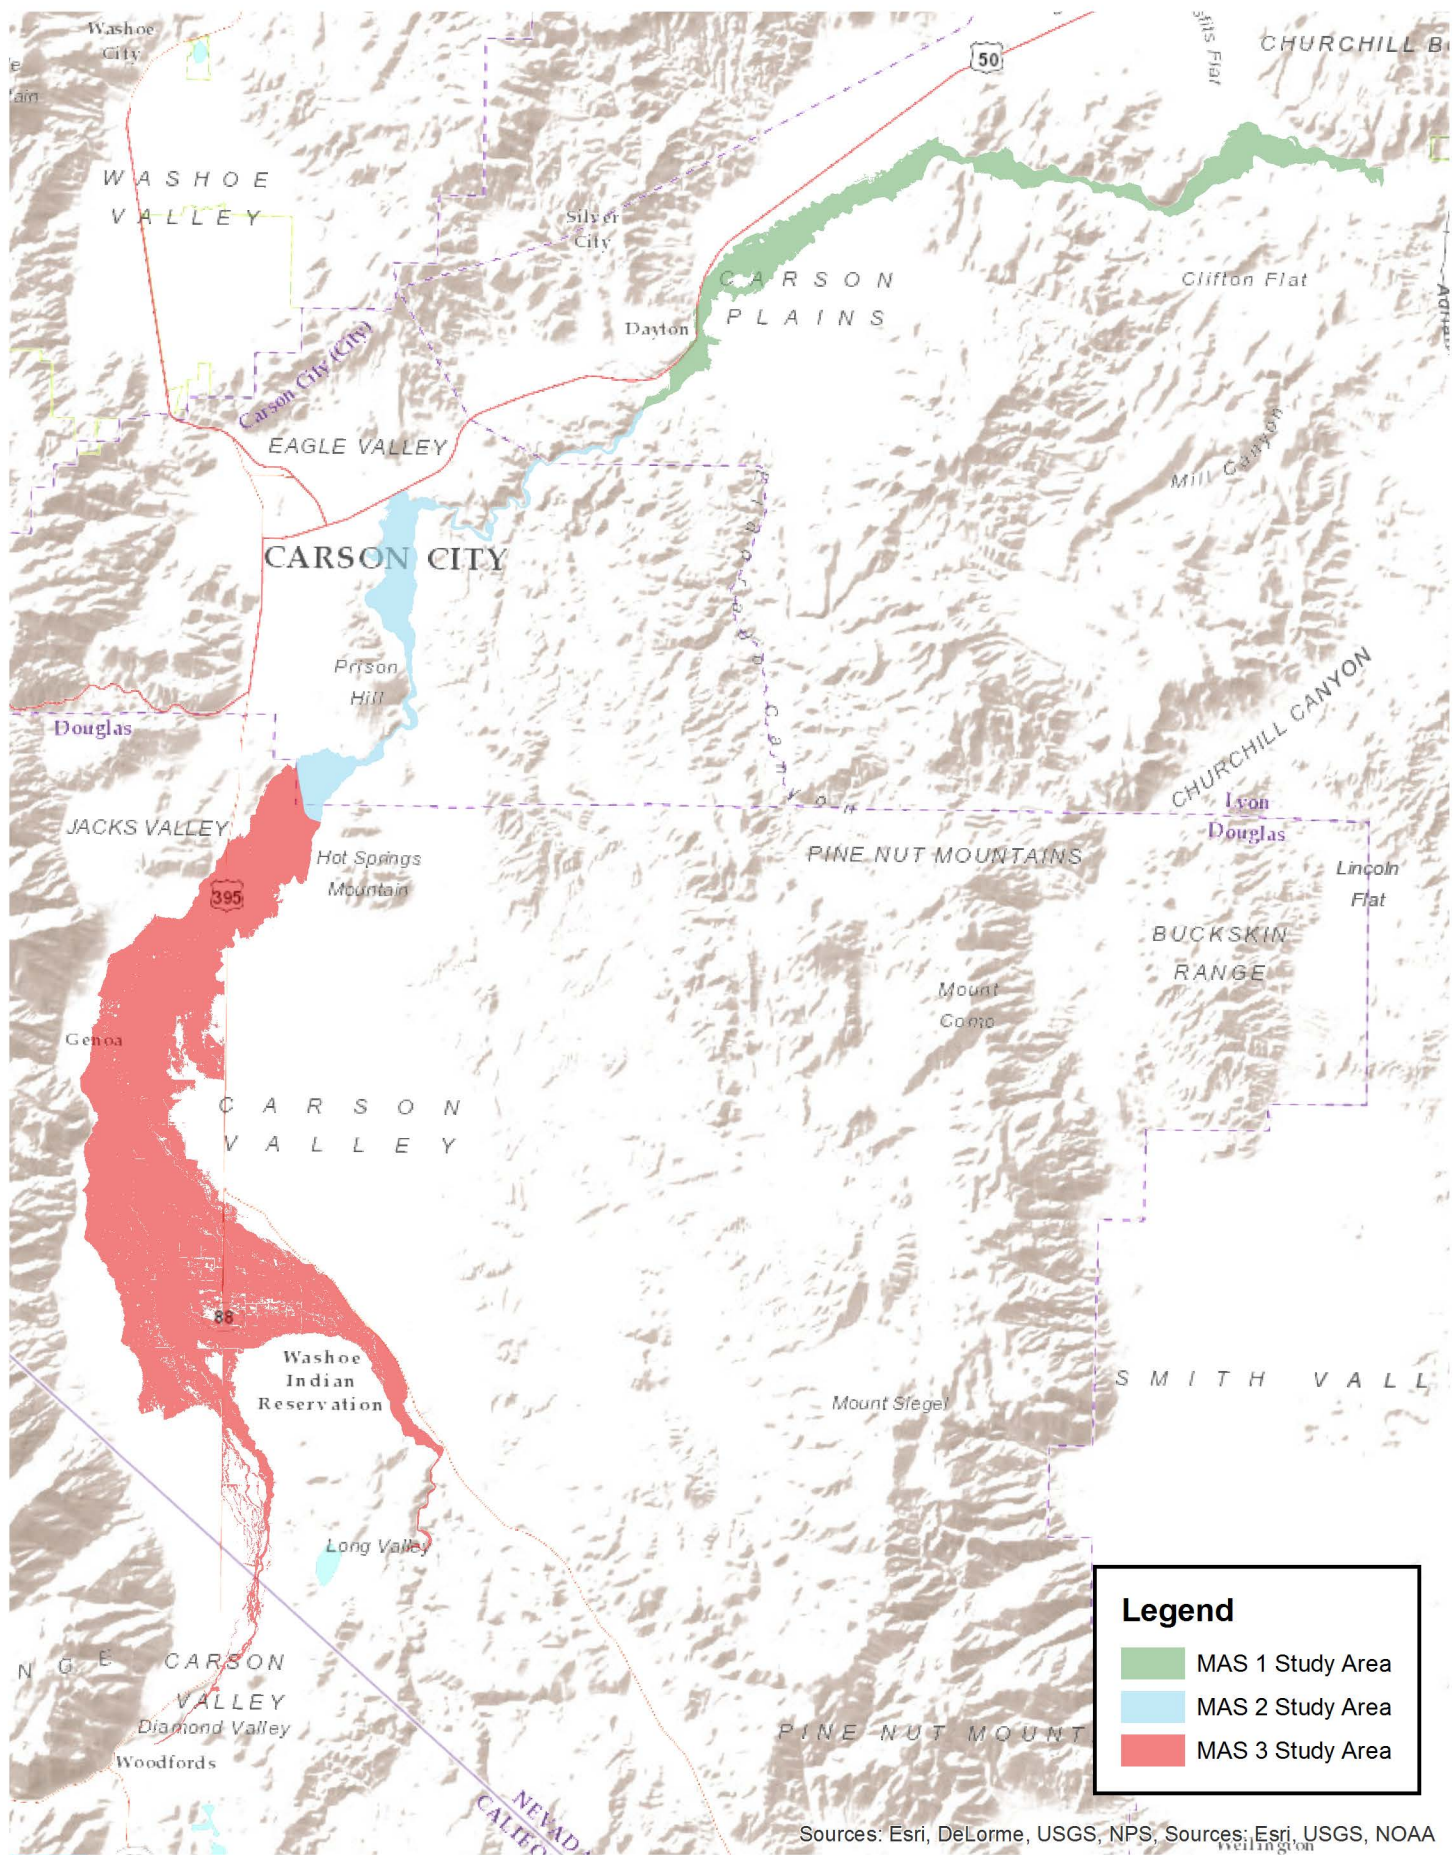 Washoe
City
50
CHURCHILL B
WASHOE
VALLEY
Silver
City
CARSON
PLAINS
Clifton Flat
Dayton
Carson City (City)
EAGLE VALLEY
Mill Canyon
CARSON CITY
Prison
Hill
Douglas
CHURCHILL CANYON
Lyon
Douglas
JACKS VALLEY
Hot Springs
Mountain
PINE NUT MOUNTAINS
Lincoln
Flat
395
BUCKSKIN
RANGE
Mount
Como
Genoa
CARSON
VALLEY
88
Washoe
Indian
Reservation
SMITH VALL
Mount Siegel
Long Valley
NGE
CARSON
VALLEY
Diamond Valley
Woodfords
PINE NUT MOUNT
NEVADA
CALIFO
Legend
MAS 1 Study Area
MAS 2 Study Area
MAS 3 Study Area
Sources: Esri, DeLorme, USGS, NPS, Sources: Esri, USGS, NOAA
Wellington